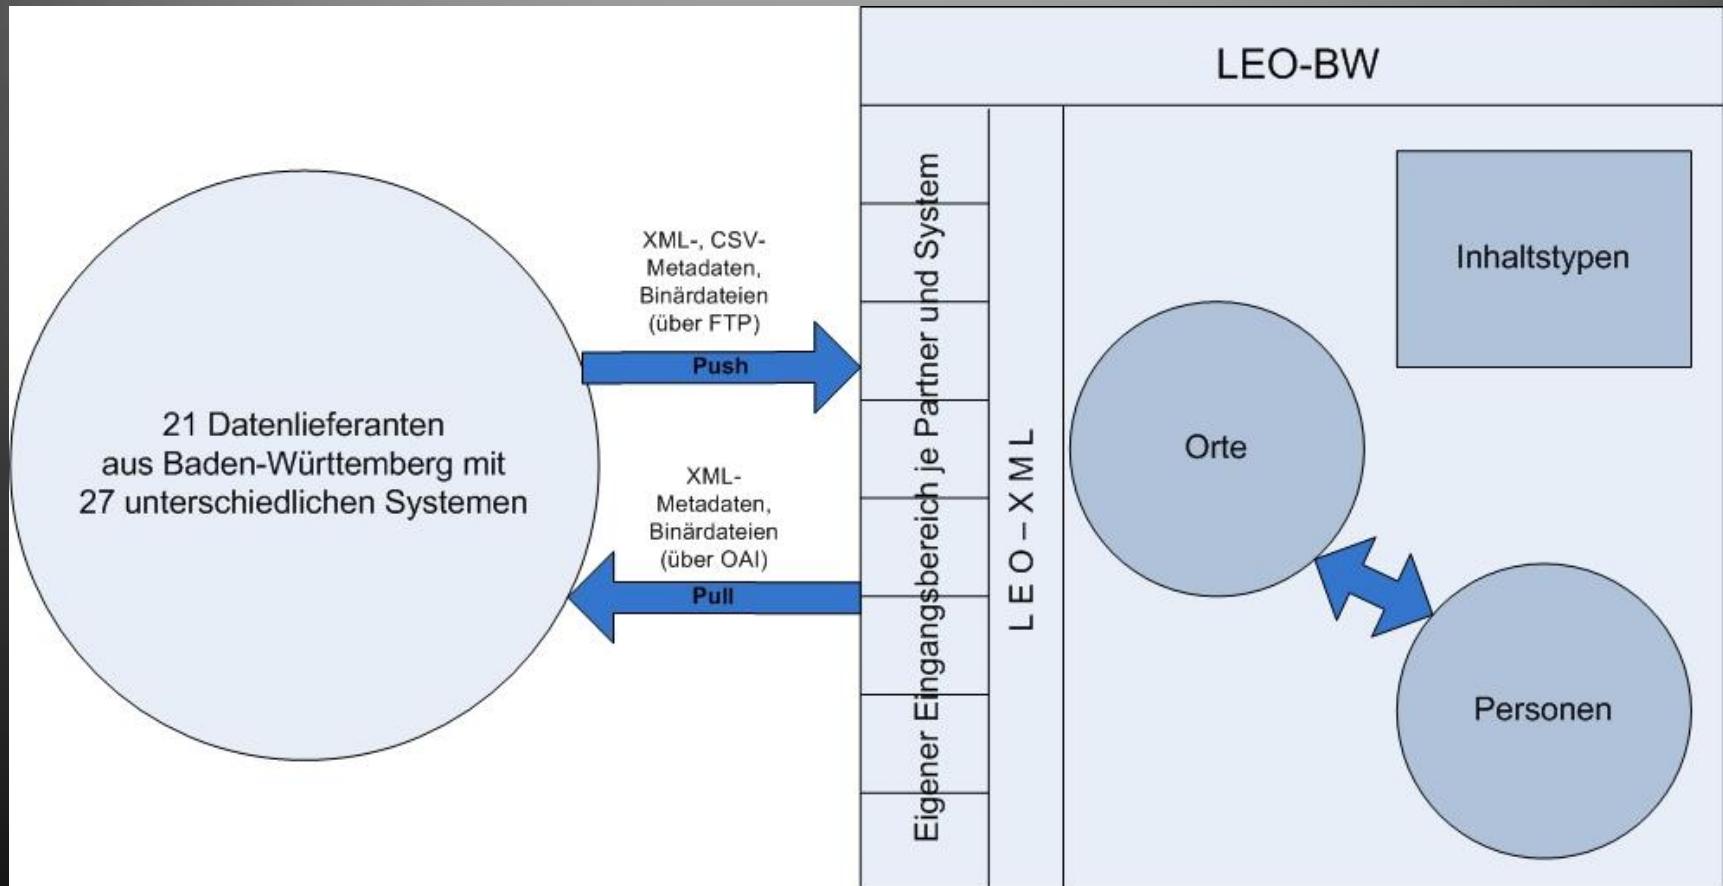 LEO-BW
21 Datenlieferanten
aus Baden-Württemberg mit
27 unterschiedlichen Systemen
XML-, CSV-
Metadaten,
Binärdateien
(über FTP)
Push
XML-
Metadaten,
Binärdateien
(über OAI)
Pull
Eigener Eingangsbereich je Partner und System
LEO–XML
Inhaltstypen
Orte
Personen